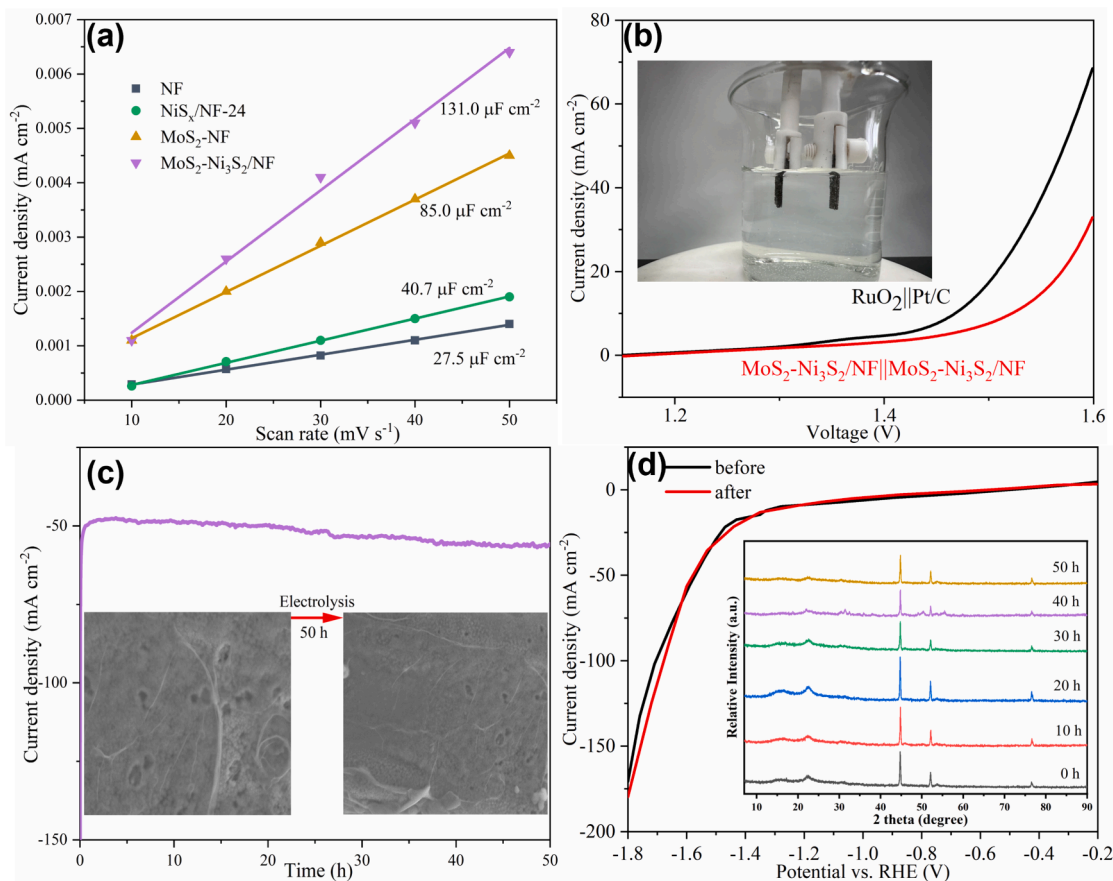 (a)
0.007
0.006
0.005
0.004
0.003
0.002
0.001
0.000
Current density (mA cm⁻²)
NF
NiSₓ/NF-24
MoS₂-NF
MoS₂-Ni₃S₂/NF
131.0 μF cm⁻²
85.0 μF cm⁻²
40.7 μF cm⁻²
27.5 μF cm⁻²
10 20 30 40 50
Scan rate (mV s⁻¹)
(b)
80
60
40
20
0
Current density (mA cm⁻²)
RuO₂||Pt/C
MoS₂-Ni₃S₂/NF||MoS₂-Ni₃S₂/NF
1.2 1.4 1.6
Voltage (V)
(c)
-50
-100
-150
Current density (mA cm⁻²)
Electrolysis
50 h
0 10 20 30 40 50
Time (h)
(d)
before
after
0
-25
-50
-75
-100
-125
-150
-175
-200
Current density (mA cm⁻²)
Relative Intensity (a.u.)
50 h
40 h
30 h
20 h
10 h
0 h
10 20 30 40 50 60 70 80 90
2 theta (degree)
-1.8 -1.6 -1.4 -1.2 -1.0 -0.8 -0.6 -0.4 -0.2
Potential vs. RHE (V)